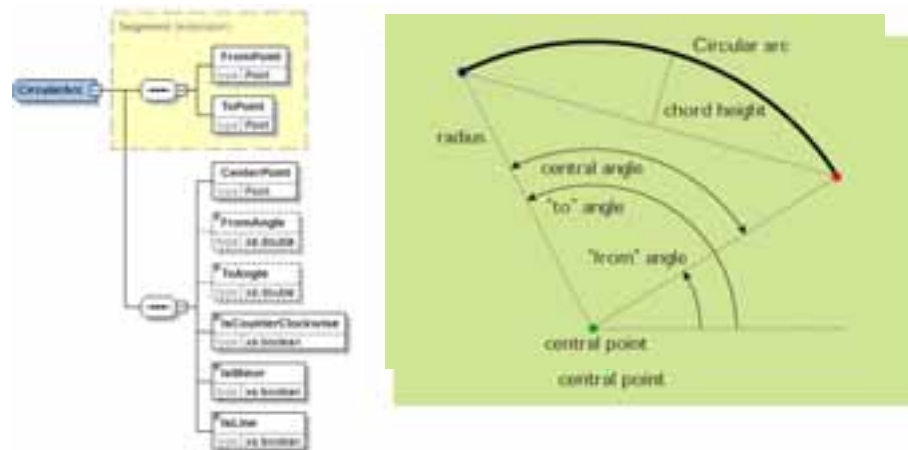 Segment (extension)
FromPoint
type Point
ToPoint
type Point
CircularArc
CenterPoint
type Point
FromAngle
type xs:double
ToAngle
type xs:double
IsCounterClockwise
type xs:boolean
IsMinor
type xs:boolean
IsLine
type xs:boolean
Circular arc
chord height
radius
central angle
"to" angle
"from" angle
central point
central point